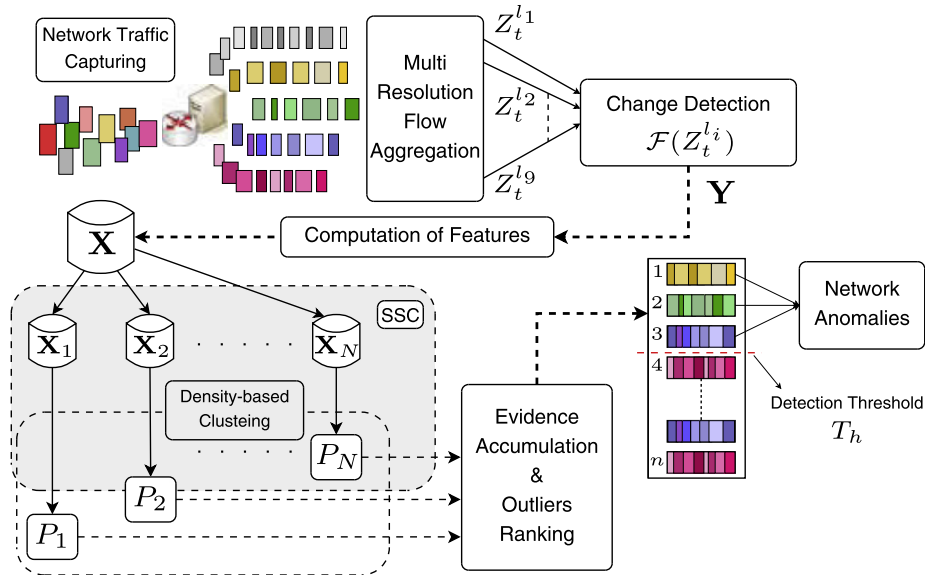 Network Traffic
Capturing
Multi
Resolution
Flow
Aggregation
Z_t^{l_1}
Z_t^{l_2}
Z_t^{l_9}
Change Detection
\mathcal{F}(Z_t^{l_i})
Y
Computation of Features
X
SSC
X_1
X_2
. . . . . .
X_N
Density-based
Clusteing
. . . . . .
P_N
P_2
P_1
Evidence
Accumulation
&
Outliers
Ranking
1
2
3
4
n
Network
Anomalies
Detection Threshold
T_h